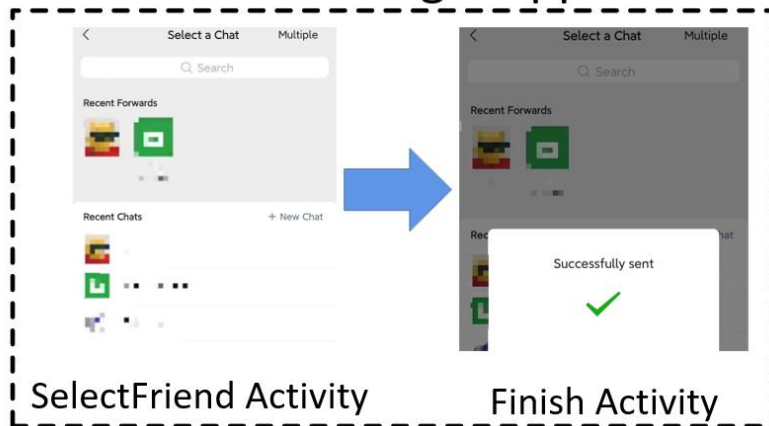 < Select a Chat Multiple
Search
Recent Forwards
Recent Chats + New Chat
SelectFriend Activity
< Select a Chat Multiple
Search
Recent Forwards
Successfully sent
Finish Activity